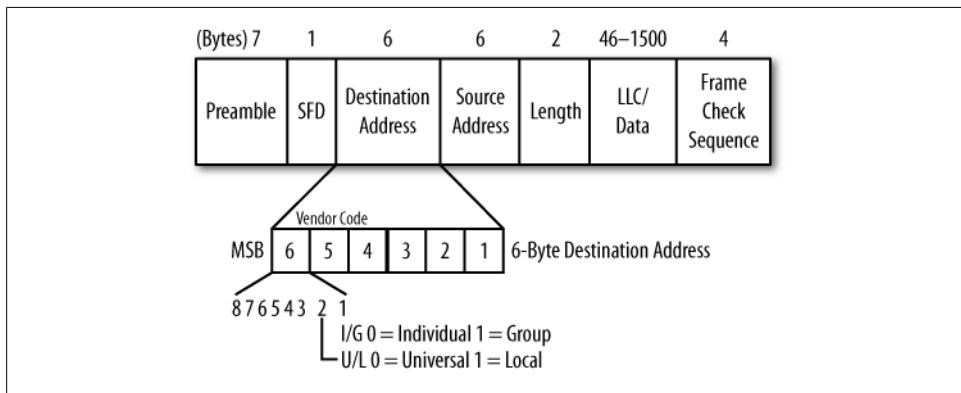 (Bytes) 7 1 6 6 2 46–1500 4
Preamble SFD Destination Address Source Address Length LLC/ Data Frame Check Sequence
Vendor Code
MSB 6 5 4 3 2 1 6-Byte Destination Address
8 7 6 5 4 3 2 1
I/G 0 = Individual 1 = Group
U/L 0 = Universal 1 = Local